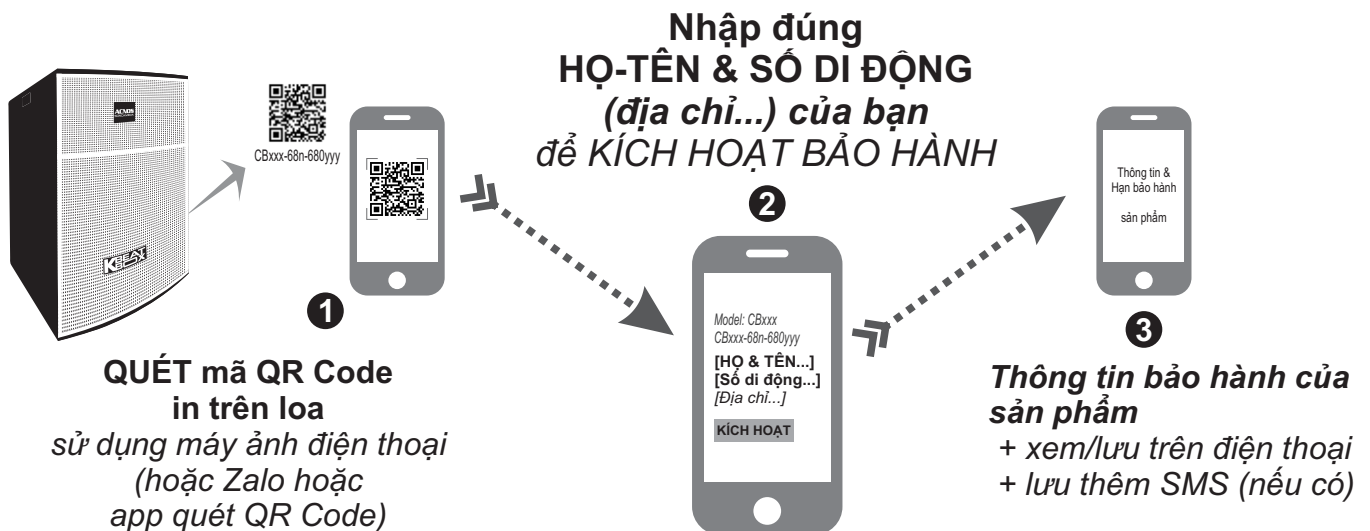 Nhập đúng
HỌ-TÊN & SỐ DI ĐỘNG
(địa chỉ...) của bạn
để KÍCH HOẠT BẢO HÀNH
ACNOS
KBEATBOX
CBxxx-68n-680yyy
1
QUÉT mã QR Code
in trên loa
sử dụng máy ảnh điện thoại
(hoặc Zalo hoặc
app quét QR Code)
2
Model: CBxxx
CBxxx-68n-680yyy
[HỌ & TÊN...]
[Số di động...]
[Địa chỉ...]
KÍCH HOẠT
Thông tin &
Hạn bảo hành
sản phẩm
3
Thông tin bảo hành của
sản phẩm
+ xem/lưu trên điện thoại
+ lưu thêm SMS (nếu có)